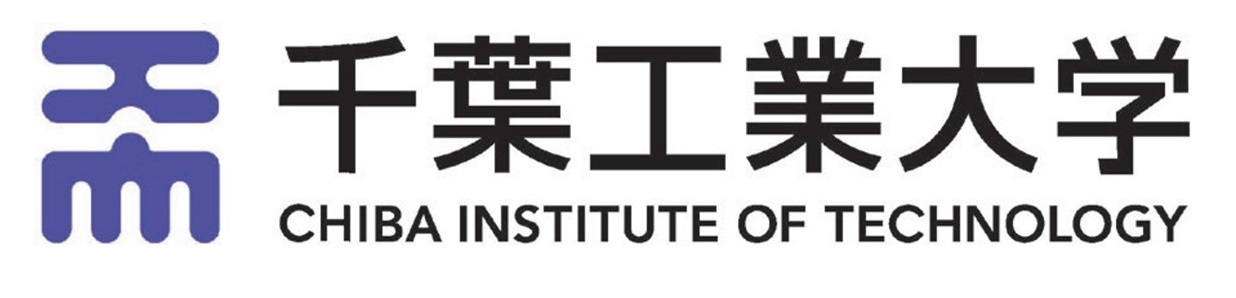 千葉工業大学
CHIBA INSTITUTE OF TECHNOLOGY